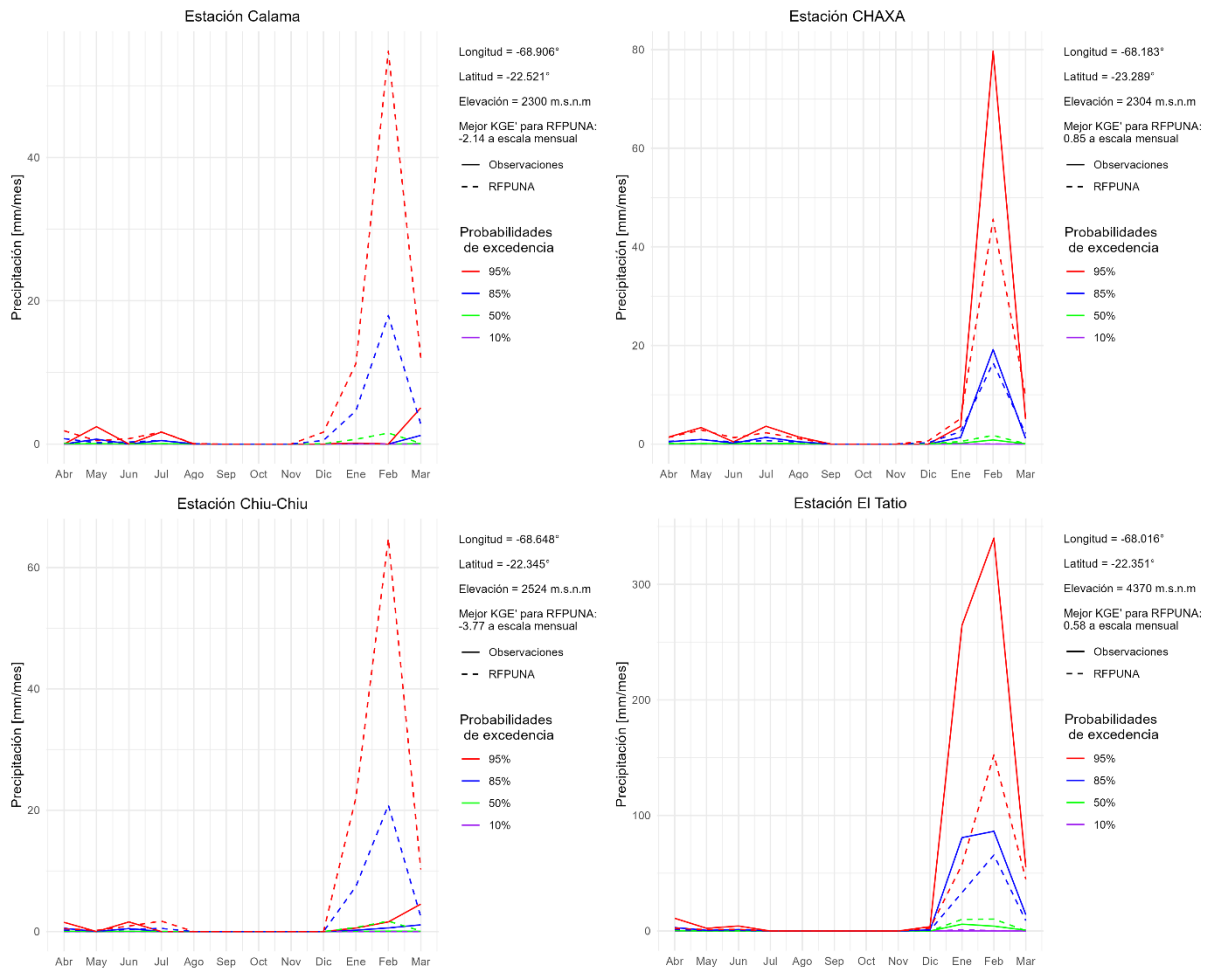 Estación Calama
Precipitación [mm/mes]
40
20
0
Abr May Jun Jul Ago Sep Oct Nov Dic Ene Feb Mar
Longitud = -68.906°
Latitud = -22.521°
Elevación = 2300 m.s.n.m
Mejor KGE' para RFPUNA:
-2.14 a escala mensual
Observaciones
RFPUNA
Probabilidades
de excedencia
95%
85%
50%
10%
Estación CHAXA
Precipitación [mm/mes]
80
60
40
20
0
Abr May Jun Jul Ago Sep Oct Nov Dic Ene Feb Mar
Longitud = -68.183°
Latitud = -23.289°
Elevación = 2304 m.s.n.m
Mejor KGE' para RFPUNA:
0.85 a escala mensual
Observaciones
RFPUNA
Probabilidades
de excedencia
95%
85%
50%
10%
Estación Chiu-Chiu
Precipitación [mm/mes]
60
40
20
0
Abr May Jun Jul Ago Sep Oct Nov Dic Ene Feb Mar
Longitud = -68.648°
Latitud = -22.345°
Elevación = 2524 m.s.n.m
Mejor KGE' para RFPUNA:
-3.77 a escala mensual
Observaciones
RFPUNA
Probabilidades
de excedencia
95%
85%
50%
10%
Estación El Tatio
Precipitación [mm/mes]
300
200
100
0
Abr May Jun Jul Ago Sep Oct Nov Dic Ene Feb Mar
Longitud = -68.016°
Latitud = -22.351°
Elevación = 4370 m.s.n.m
Mejor KGE' para RFPUNA:
0.58 a escala mensual
Observaciones
RFPUNA
Probabilidades
de excedencia
95%
85%
50%
10%